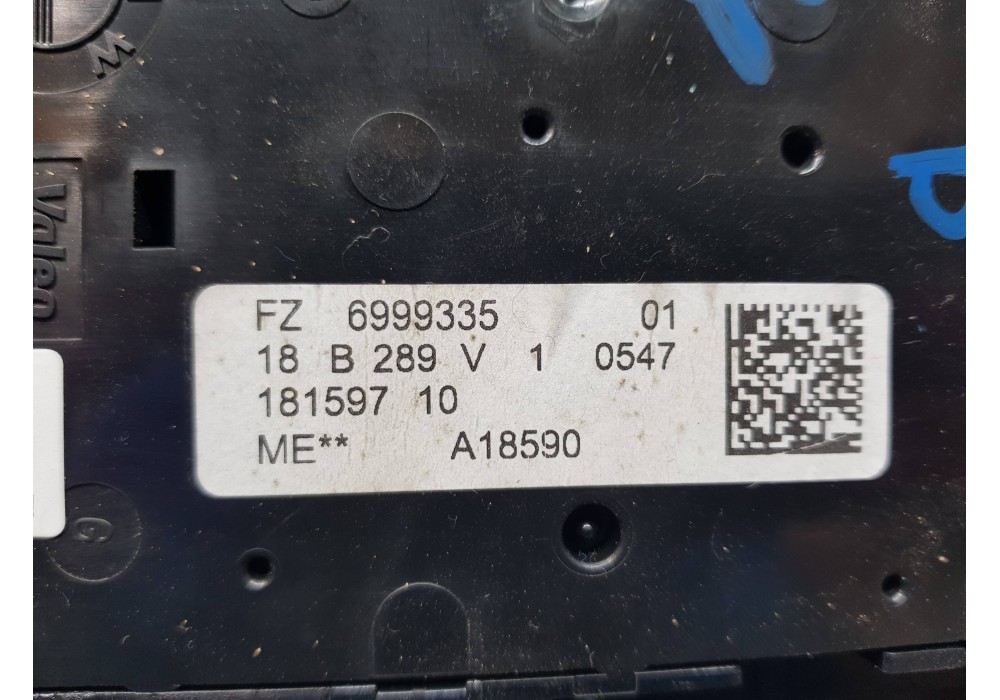 W
Valeo
FZ 6999335 01
18 B 289 V 1 0547
181597 10
ME** A18590
G